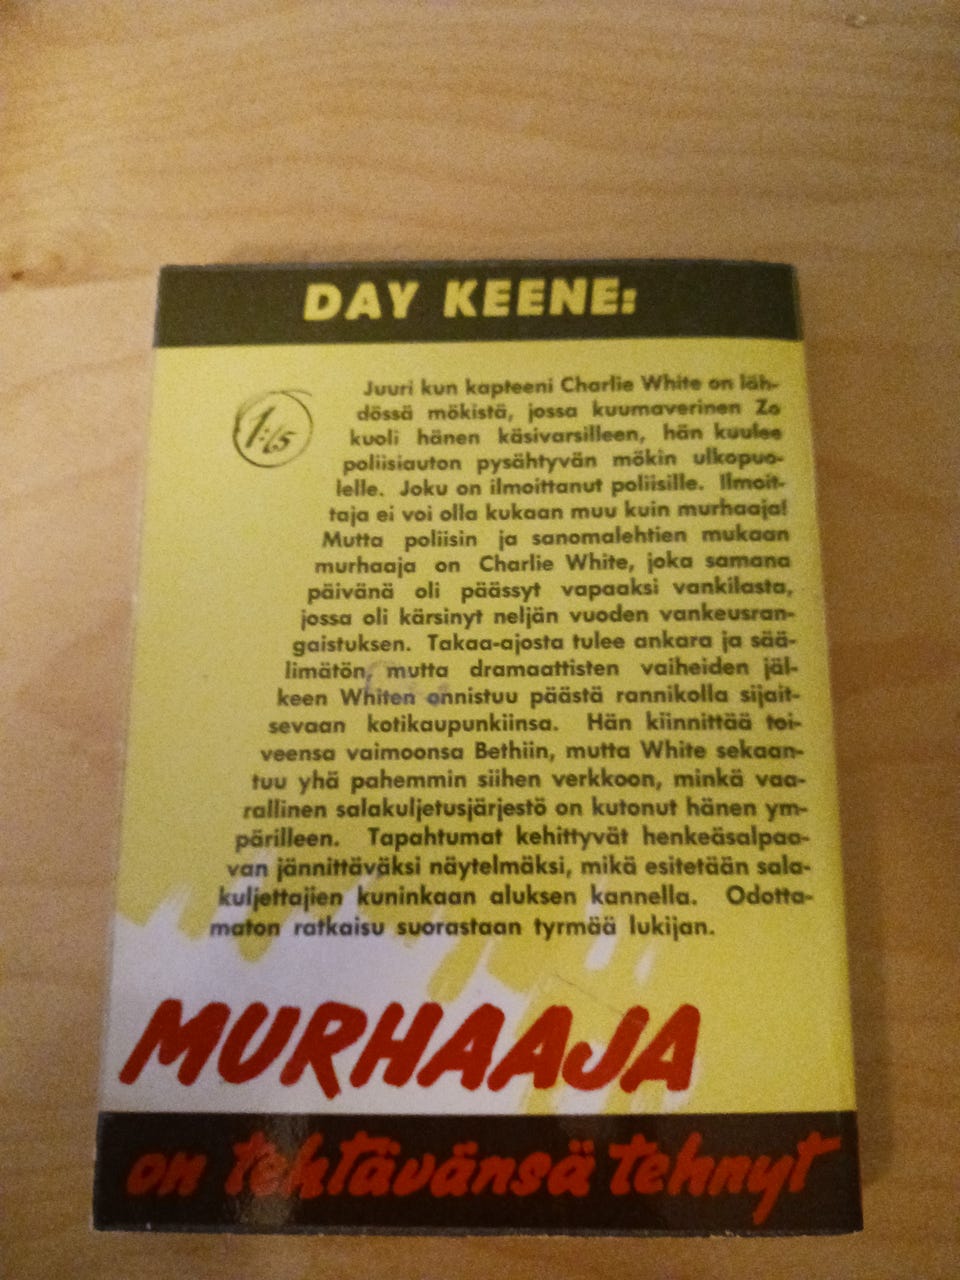 DAY KEENE:
1:65
Juuri kun kapteeni Charlie White on läh-
dössä mökistä, jossa kuumaverinen Zo
kuoli hänen käsivarsilleen, hän kuulee
poliisiauton pysähtyvän mökin ulkopuo-
lelle. Joku on ilmoittanut poliisille. Ilmoit-
taja ei voi olla kukaan muu kuin murhaaja!
Mutta poliisin ja sanomalehtien mukaan
murhaaja on Charlie White, joka samana
päivänä oli päässyt vapaaksi vankilasta,
jossa oli kärsinyt neljän vuoden vankeusran-
gaistuksen. Takaa-ajosta tulee ankara ja sää-
limätön, mutta dramaattisten vaiheiden jäl-
keen Whiten onnistuu päästä rannikolla sijait-
sevaan kotikaupunkiinsa. Hän kiinnittää toi-
veensa vaimoonsa Bethiin, mutta White sekaan-
tuu yhä pahemmin siihen verkkoon, minkä vaa-
rallinen salakuljetusjärjestö on kutonut hänen ym-
pärilleen. Tapahtumat kehittyvät henkeäsalpaa-
van jännittäväksi näytelmäksi, mikä esitetään sala-
kuljettajien kuninkaan aluksen kannella. Odotta-
maton ratkaisu suorastaan tyrmää lukijan.
MURHAAJA
on tehtävänsä tehnyt